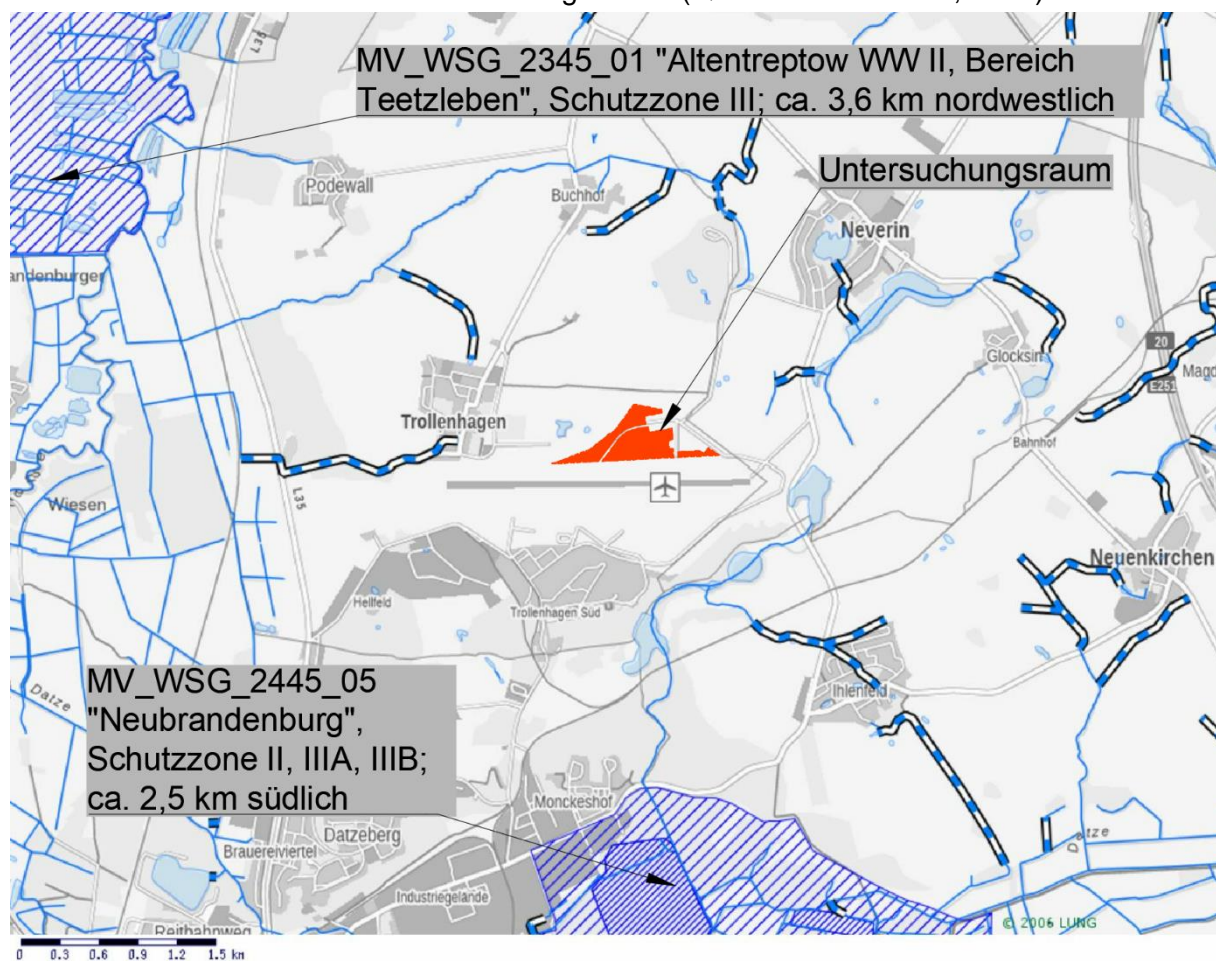 MV_WSG_2345_01 "Altentreptow WW II, Bereich
Teetzleben", Schutzzone III; ca. 3,6 km nordwestlich
Untersuchungsraum
L35
Podewall
Buchhof
Neverin
andenburger
20
E251
Magd
Glocksin
Trollenhagen
Bahnhof
L35
Wiesen
Neuenkirchen
Hellfeld
Trollenhagen Süd
Ihlenfeld
Datze
MV_WSG_2445_05
"Neubrandenburg",
Schutzzone II, IIIA, IIIB;
ca. 2,5 km südlich
Monckeshof
Datzeberg
Brauereiviertel
Datze
Industriegelände
Reitbahnweg
© 2006 LUNG
0 0.3 0.6 0.9 1.2 1.5 km